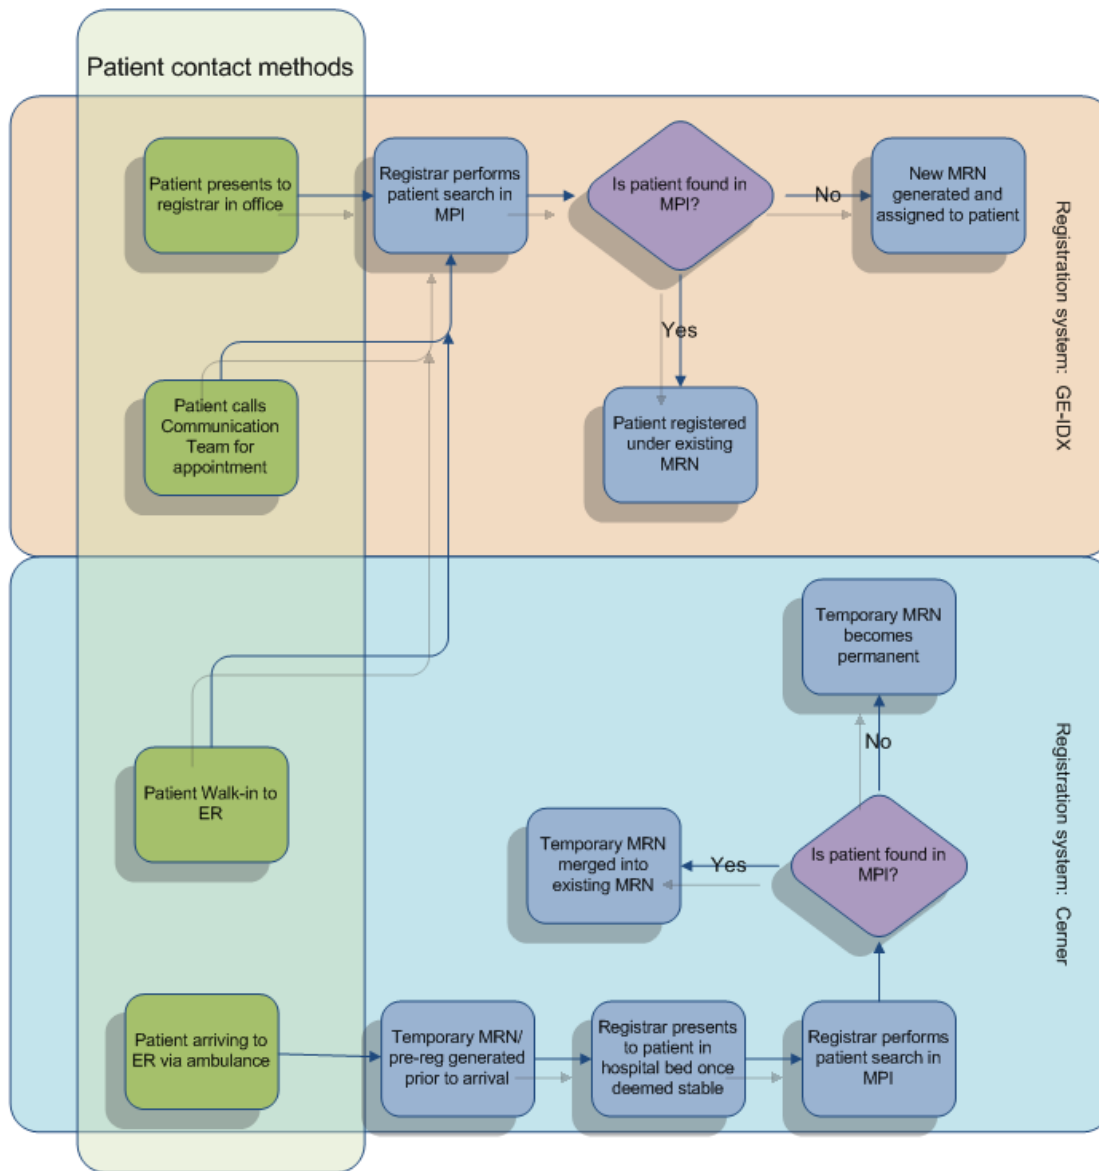 Patient contact methods
Patient presents to
registrar in office
Registrar performs
patient search in
MPI
Is patient found in
MPI?
No
New MRN
generated and
assigned to patient
Yes
Patient registered
under existing
MRN
Patient calls
Communication
Team for
appointment
Registration system:  GE-IDX
Temporary MRN
becomes
permanent
No
Patient Walk-in to
ER
Temporary MRN
merged into
existing MRN
Yes
Is patient found in
MPI?
Registration system:  Cerner
Patient arriving to
ER via ambulance
Temporary MRN/
pre-reg generated
prior to arrival
Registrar presents
to patient in
hospital bed once
deemed stable
Registrar performs
patient search in
MPI